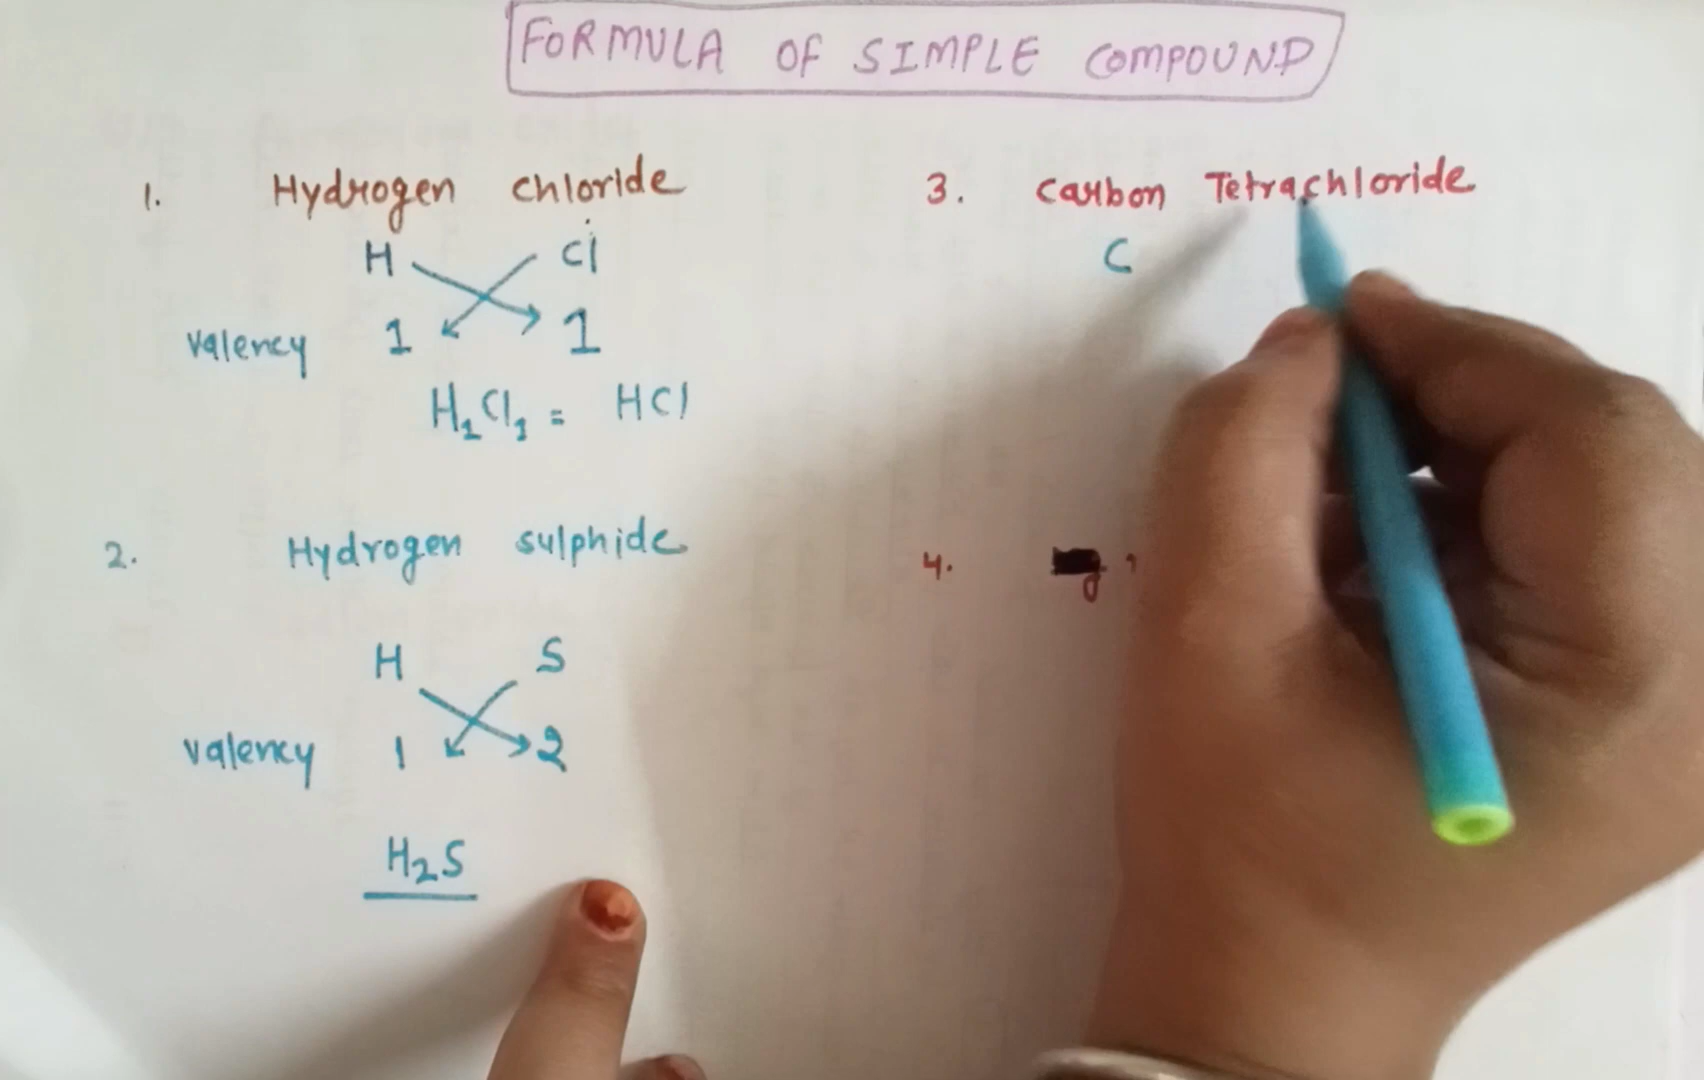 FORMULA OF SIMPLE COMPOUND
1. Hydrogen chloride
H Cl
valency 1 1
H₁Cl₁ = HCl
2. Hydrogen sulphide
H S
valency 1 2
H₂S
3. Carbon Tetrachloride
C
4.